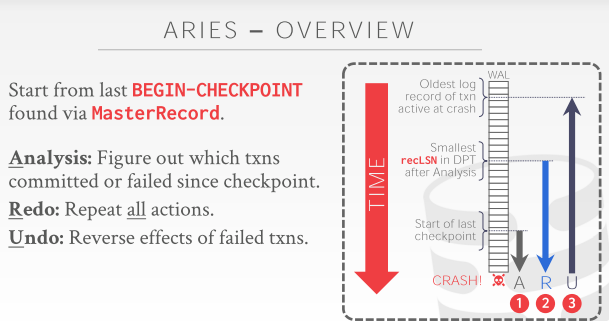 ARIES – OVERVIEW
Start from last BEGIN-CHECKPOINT
found via MasterRecord.
Analysis: Figure out which txns
committed or failed since checkpoint.
Redo: Repeat all actions.
Undo: Reverse effects of failed txns.
WAL
Oldest log
record of txn
active at crash
Smallest
recLSN in DPT
after Analysis
Start of last
checkpoint
TIME
CRASH! A R U
1 2 3